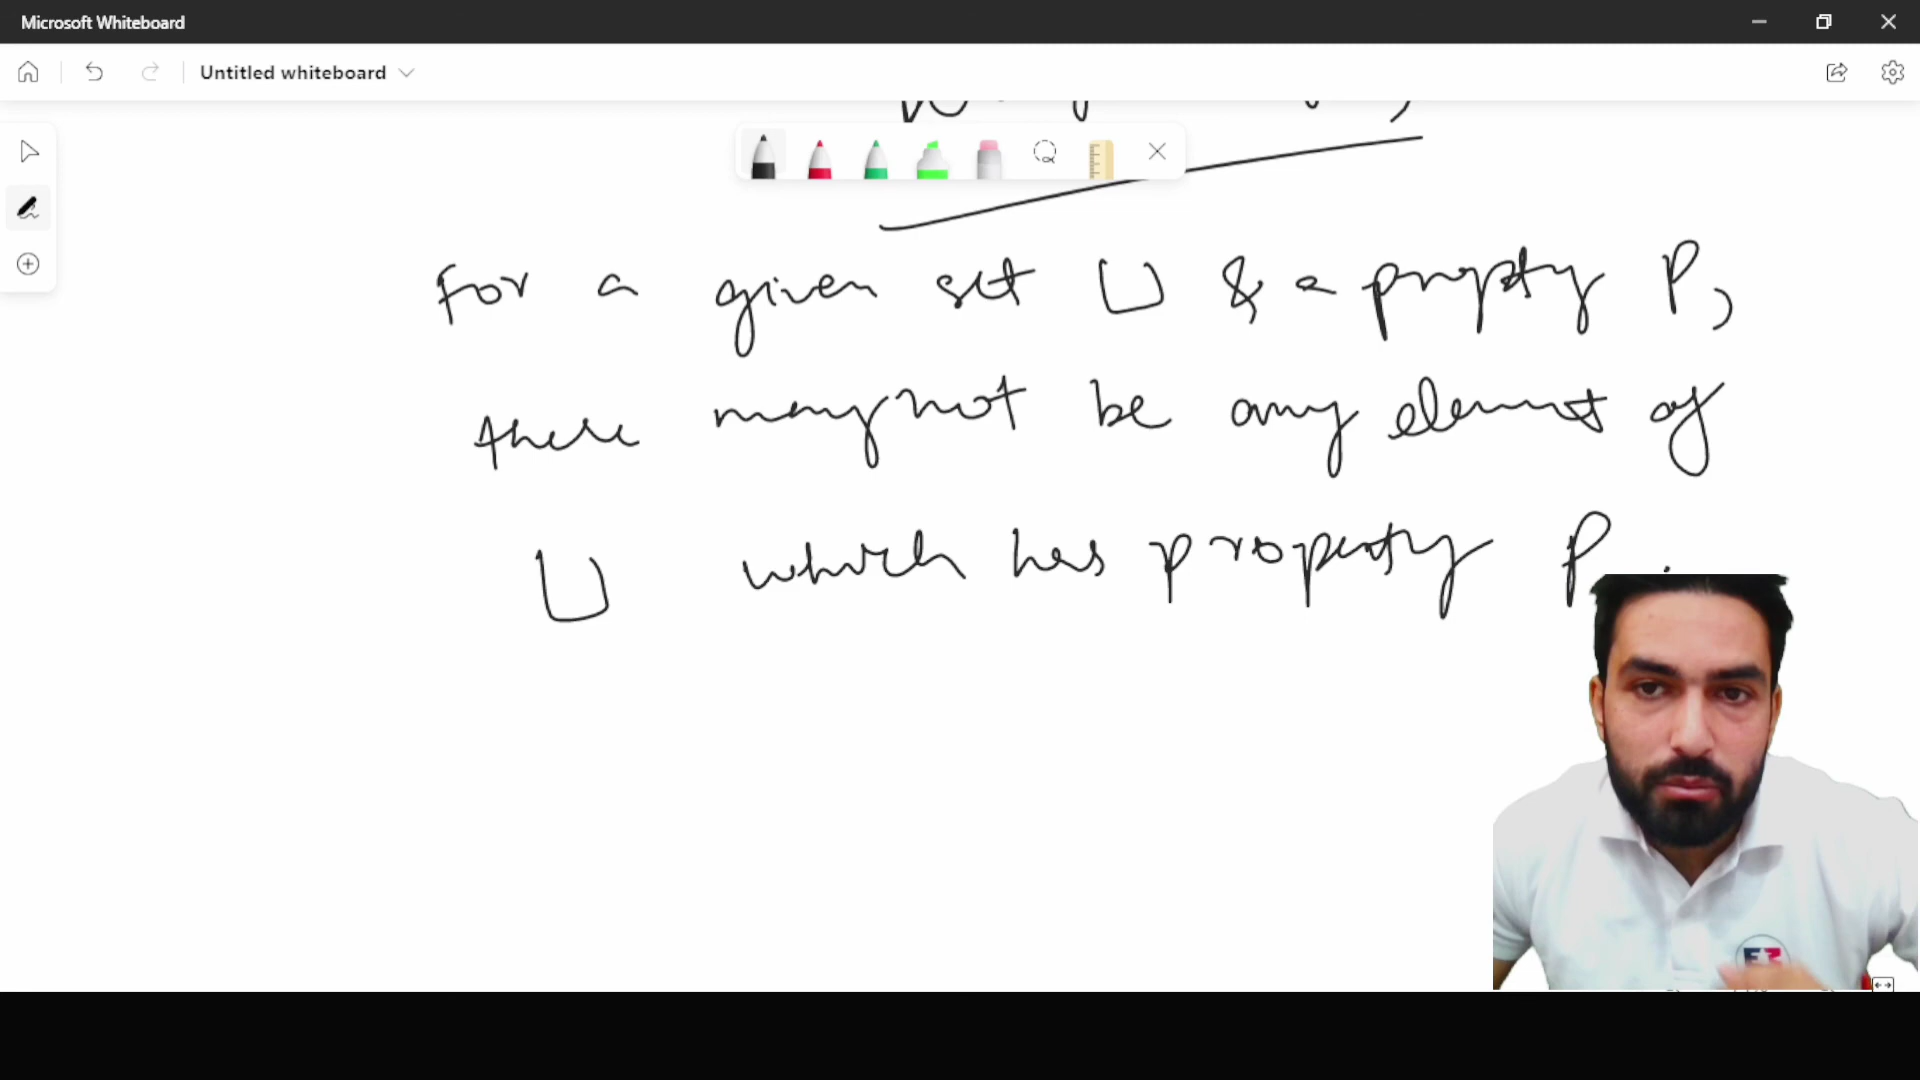 Microsoft Whiteboard
Untitled whiteboard
for a given set U & a property P,
there may not be any element of
U which has property P.